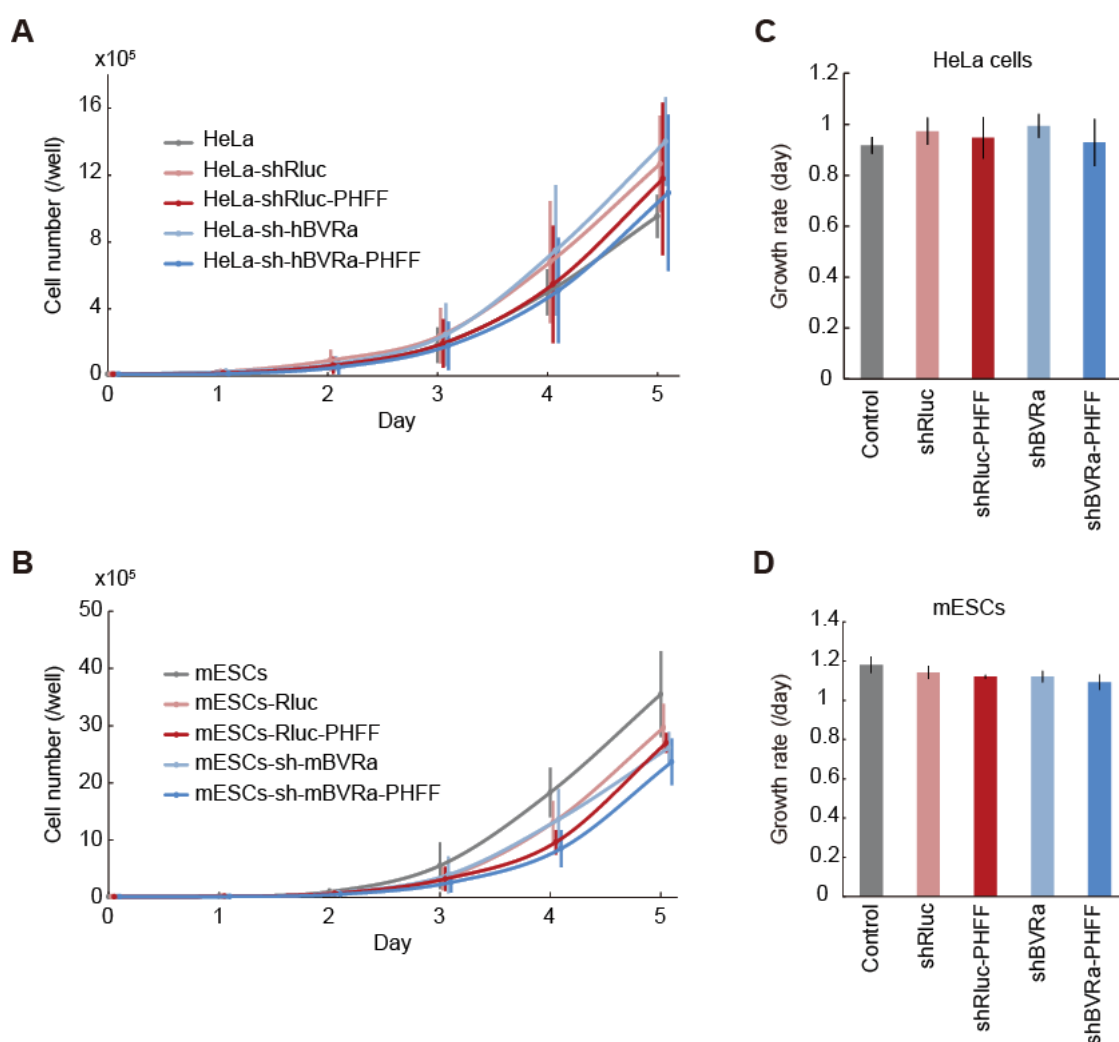 A
x10⁵
16
12
8
4
0
Cell number (/well)
HeLa
HeLa-shRluc
HeLa-shRluc-PHFF
HeLa-sh-hBVRa
HeLa-sh-hBVRa-PHFF
0 1 2 3 4 5
Day
C
HeLa cells
1.2
1
0.8
0.6
0.4
0.2
0
Growth rate (day)
Control
shRluc
shRluc-PHFF
shBVRa
shBVRa-PHFF
B
x10⁵
50
40
30
20
10
0
Cell number (/well)
mESCs
mESCs-Rluc
mESCs-Rluc-PHFF
mESCs-sh-mBVRa
mESCs-sh-mBVRa-PHFF
0 1 2 3 4 5
Day
D
mESCs
1.4
1.2
1
0.8
0.6
0.4
0.2
0
Growth rate (/day)
Control
shRluc
shRluc-PHFF
shBVRa
shBVRa-PHFF